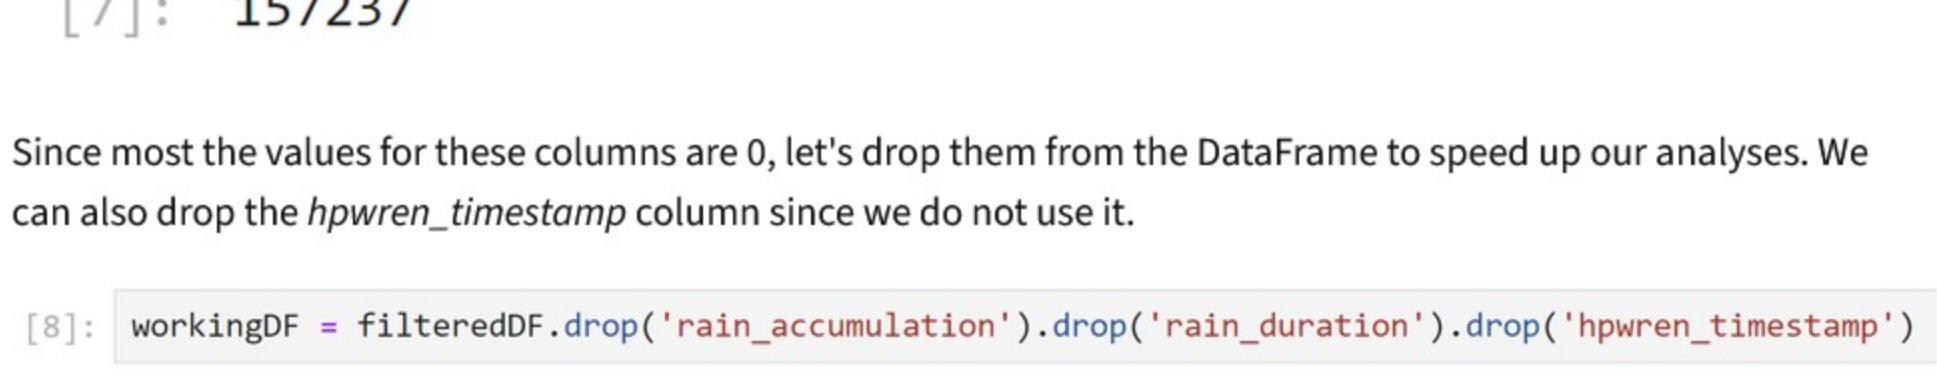 [7]: 157237
Since most the values for these columns are 0, let's drop them from the DataFrame to speed up our analyses. We
can also drop the hpwren_timestamp column since we do not use it.
[8]: workingDF = filteredDF.drop('rain_accumulation').drop('rain_duration').drop('hpwren_timestamp')